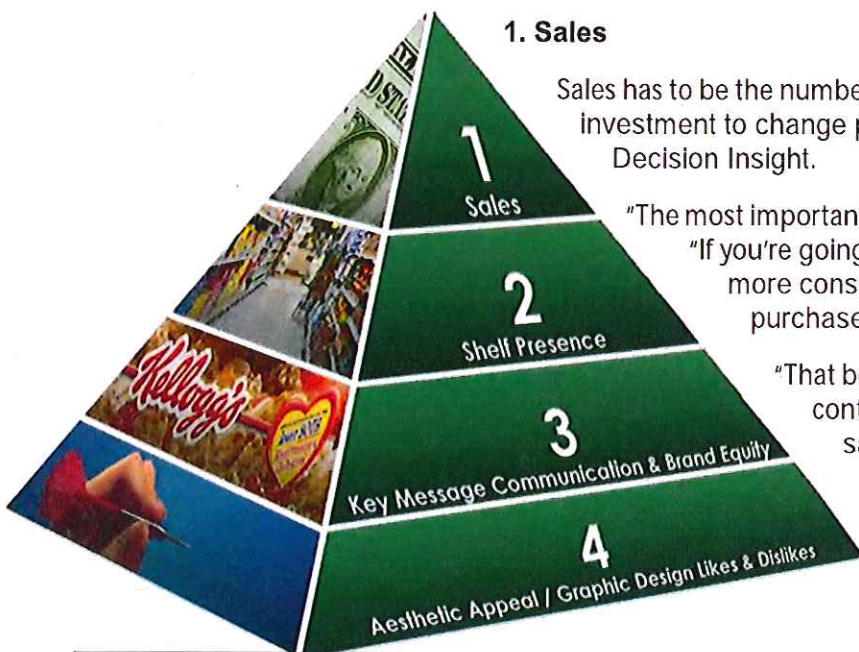 1. Sales
Sales has to be the numbe
investment to change p
Decision Insight.
"The most importan
"If you're going
more cons
purchase
"That b
cont
sa
D STA
1
Sales
2
Shelf Presence
Kellogg's
3
Key Message Communication & Brand Equity
4
Aesthetic Appeal / Graphic Design Likes & Dislikes